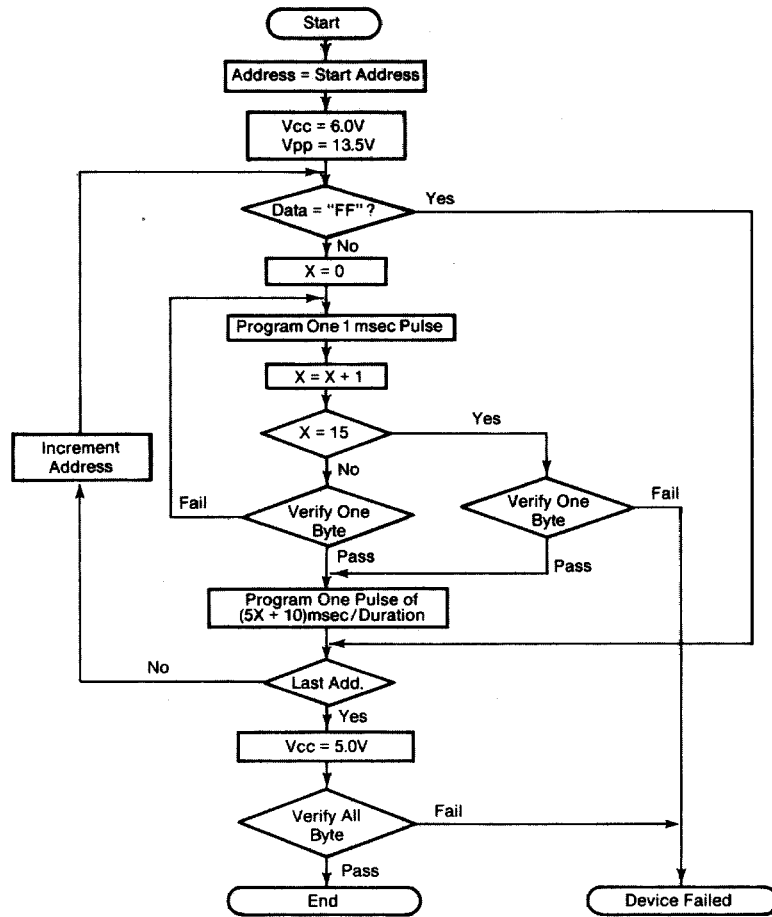 Start
Address = Start Address
Vcc = 6.0V
Vpp = 13.5V
Data = "FF" ?
Yes
No
X = 0
Program One 1 msec Pulse
X = X + 1
X = 15
Yes
No
Increment
Address
Fail
Verify One
Byte
Verify One
Byte
Fail
Pass
Pass
Program One Pulse of
(5X + 10)msec/Duration
No
Last Add.
Yes
Vcc = 5.0V
Verify All
Byte
Fail
Pass
End
Device Failed